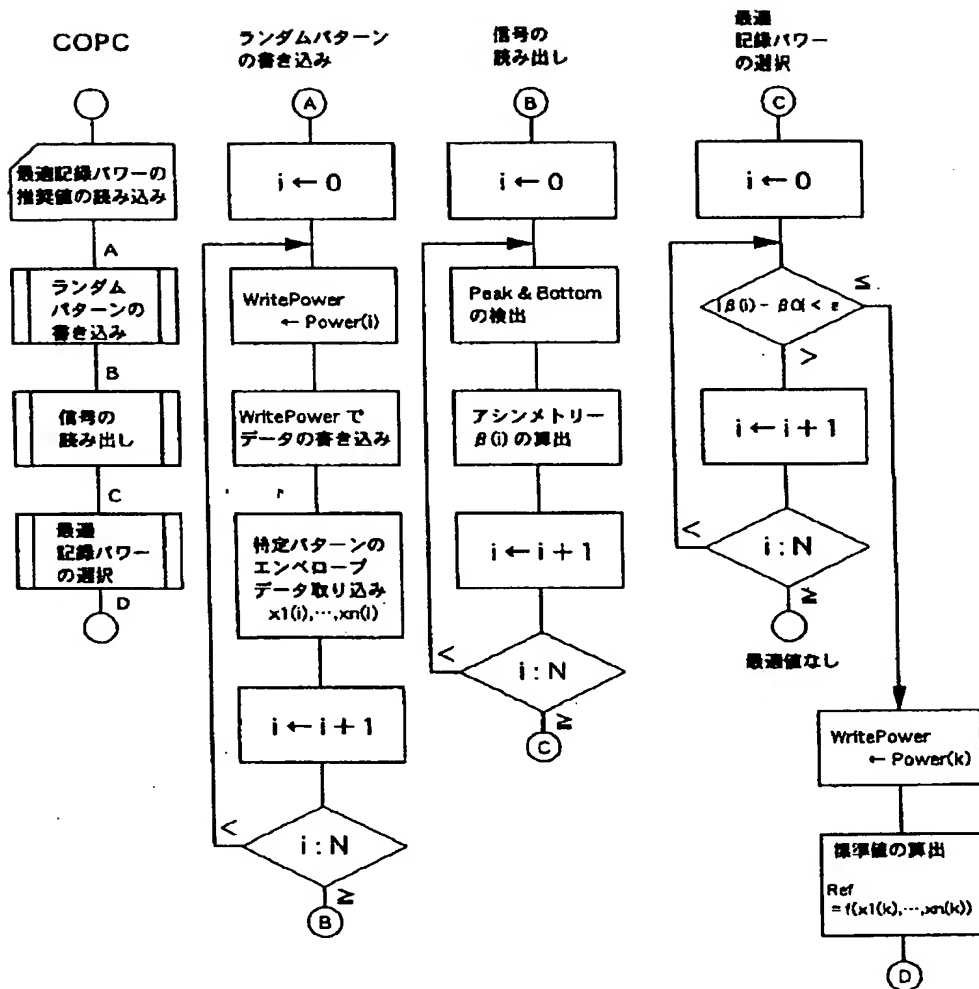 COPC
最適記録パワーの
推奨値の読み込み
A
ランダム
パターンの
書き込み
B
信号の
読み出し
C
最適
記録パワー
の選択
D
ランダムパターン
の書き込み
A
i ← 0
WritePower
← Power(i)
WritePower で
データの書き込み
特定パターンの
エンベロープ
データ取り込み
x1(i),…,xn(i)
i ← i + 1
i : N
<
≧
B
信号の
読み出し
B
i ← 0
Peak & Bottom
の検出
アシンメトリー
β(i) の算出
i ← i + 1
i : N
<
≧
C
最適
記録パワー
の選択
C
i ← 0
|β(i) - β0| < ε
≦
>
i ← i + 1
i : N
<
≧
最適値なし
WritePower
← Power(k)
標準値の算出
Ref
= f(x1(k),…,xn(k))
D